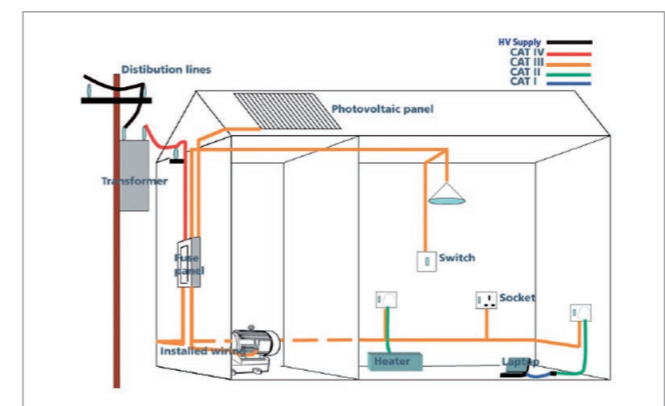 HV Supply
CAT IV
CAT III
CAT II
CAT I
Distibution lines
Photovoltaic panel
Transformer
Fuse
panel
Switch
Socket
Installed wiring
Heater
Laptop